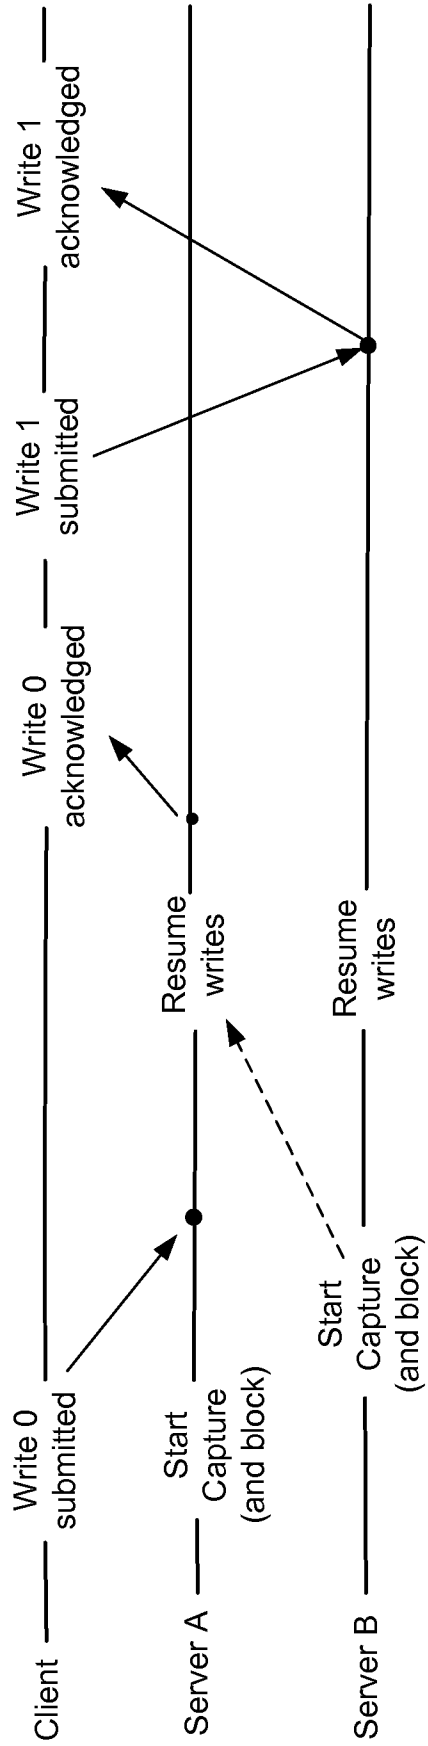 Client
Write 0
submitted
Write 0
acknowledged
Write 1
submitted
Write 1
acknowledged
Server A
Start
Capture
(and block)
Resume
writes
Server B
Start
Capture
(and block)
Resume
writes